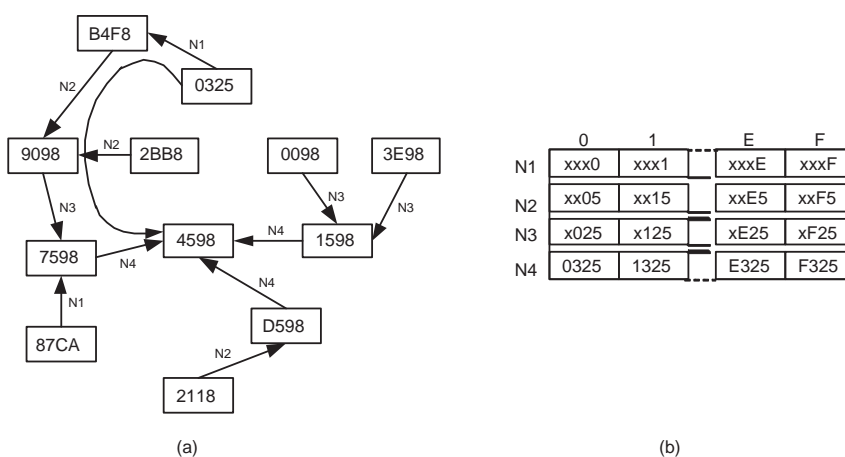 B4F8
N1
0325
N2
9098
N2
2BB8
0098
3E98
N3
N3
N3
7598
N4
4598
N4
1598
N1
N4
87CA
D598
N2
2118
(a)
0 1 E F
N1 xxx0 xxx1 xxxE xxxF
N2 xx05 xx15 xxE5 xxF5
N3 x025 x125 xE25 xF25
N4 0325 1325 E325 F325
(b)